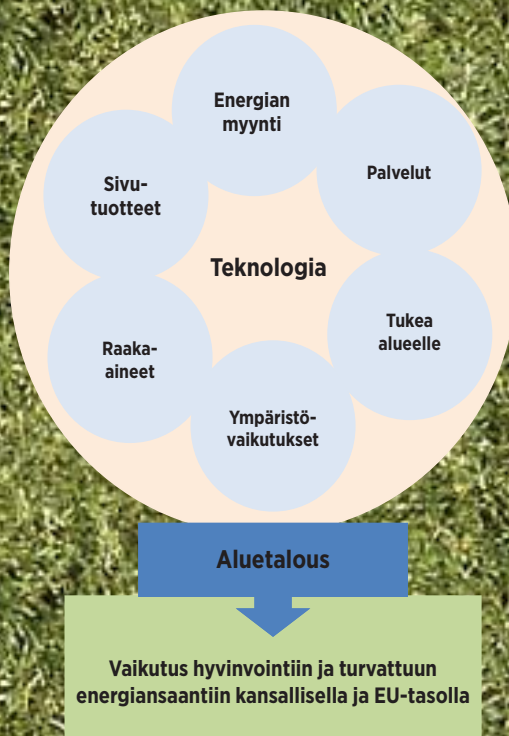 Energian
myynti
Palvelut
Sivu-
tuotteet
Teknologia
Tukea
alueelle
Raaka-
aineet
Ympäristö-
vaikutukset
Aluetalous
Vaikutus hyvinvointiin ja turvattuun
energiansaantiin kansallisella ja EU-tasolla